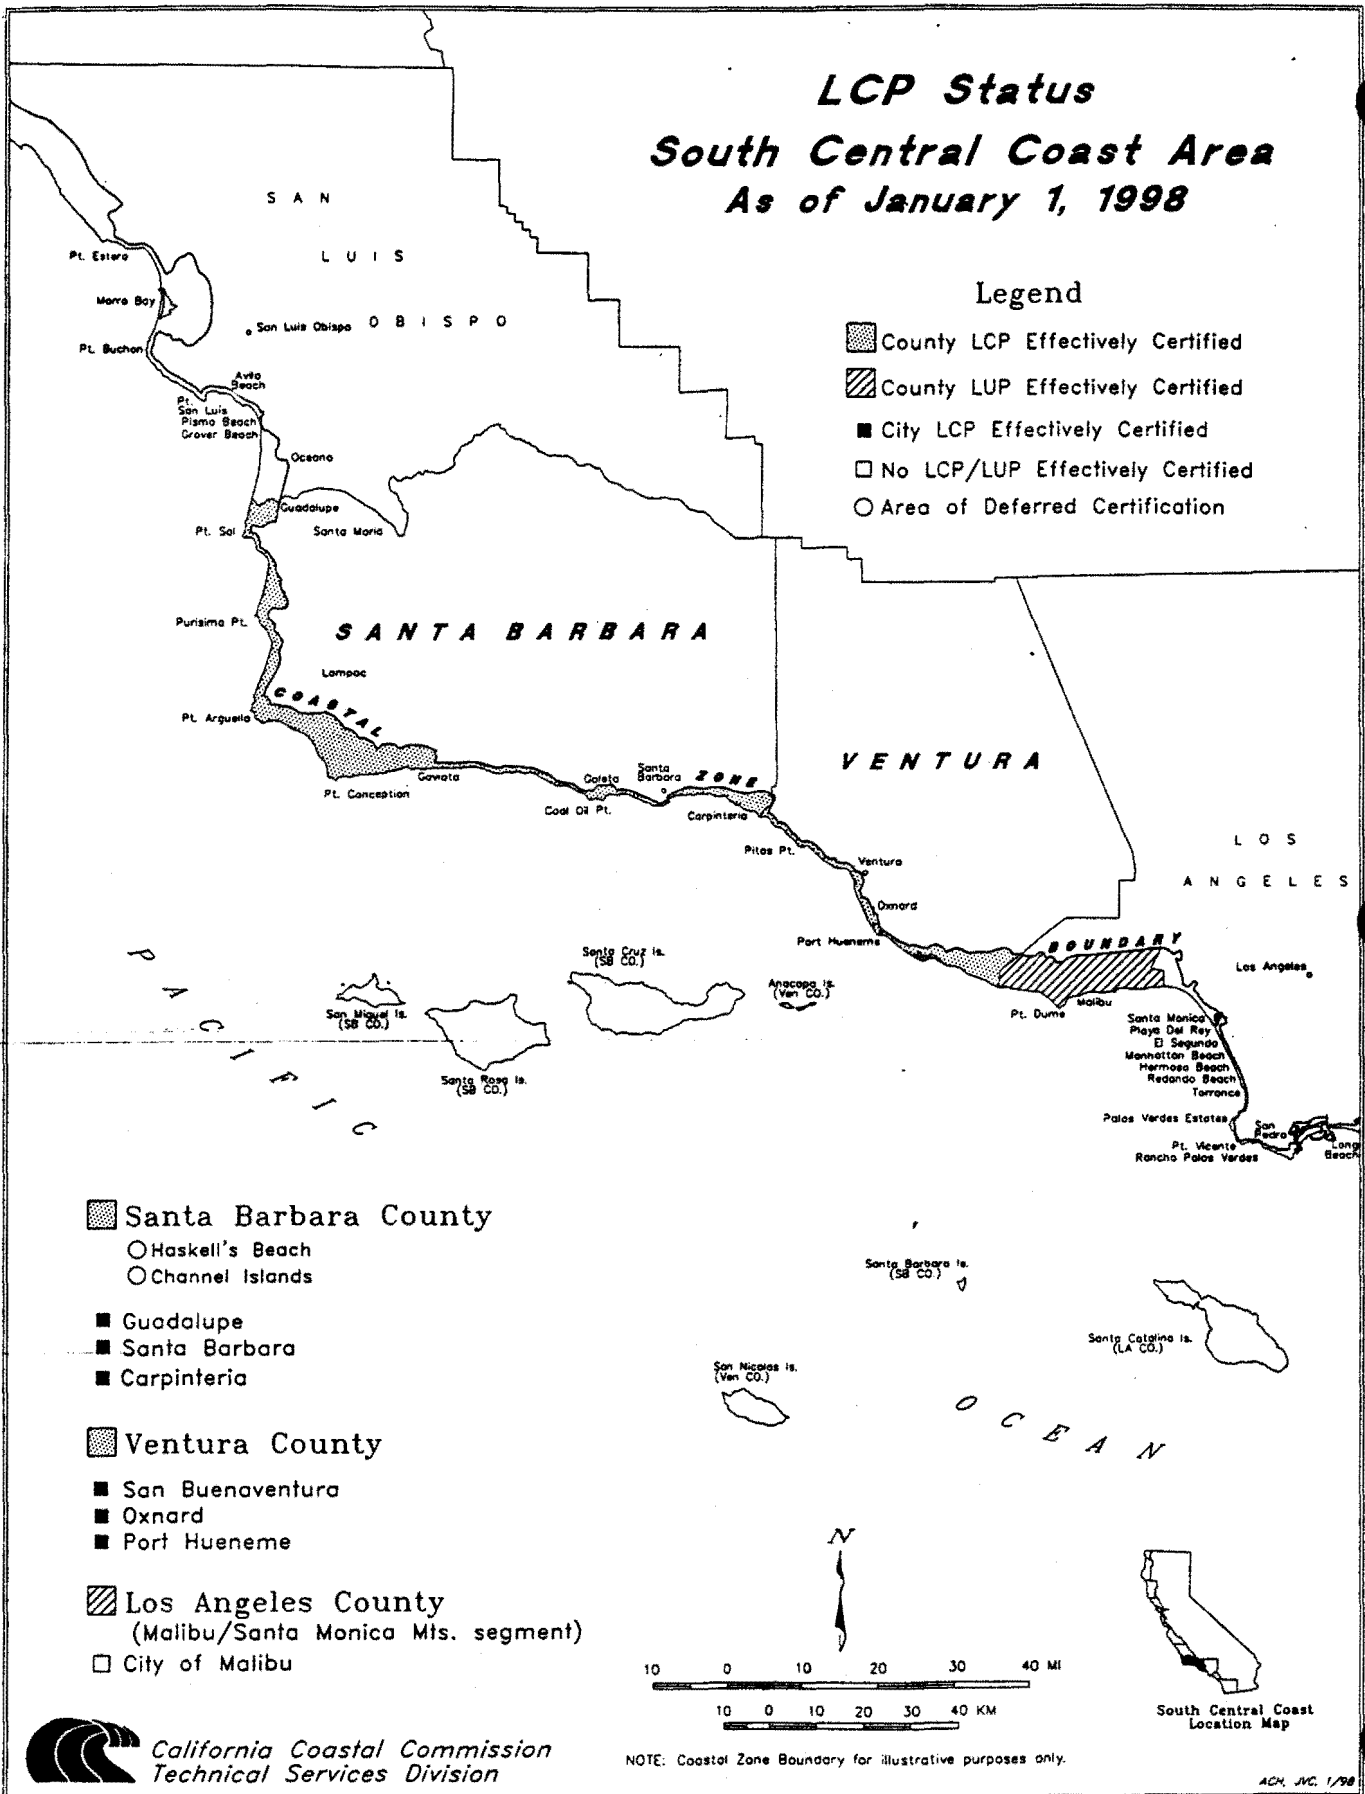 LCP Status
South Central Coast Area
As of January 1, 1998
Legend
County LCP Effectively Certified
County LUP Effectively Certified
City LCP Effectively Certified
No LCP/LUP Effectively Certified
Area of Deferred Certification
SAN
LUIS
OBISPO
Pt. Estero
Morro Bay
San Luis Obispo
Pt. Buchon
Avila
Beach
Pt.
San Luis
Pismo Beach
Grover Beach
Oceano
Guadalupe
Santa Maria
Pt. Sal
Purisima Pt.
SANTA BARBARA
Lompoc
COASTAL
Pt. Arguello
Gaviota
Pt. Conception
Goleta
Coal Oil Pt.
Santa
Barbara
ZONE
Carpinteria
VENTURA
Pitas Pt.
Ventura
Oxnard
Port Hueneme
LOS
ANGELES
BOUNDARY
Los Angeles
Malibu
Pt. Dume
Santa Monica
Playa Del Rey
El Segundo
Manhattan Beach
Hermosa Beach
Redondo Beach
Torrance
Palos Verdes Estates
San
Pedro
Pt. Vicente
Rancho Palos Verdes
Long
Beach
PACIFIC
San Miguel Is.
(SB CO.)
Santa Rosa Is.
(SB CO.)
Santa Cruz Is.
(SB CO.)
Anacapa Is.
(Ven CO.)
Santa Barbara Is.
(SB CO.)
Santa Catalina Is.
(LA CO.)
San Nicolas Is.
(Ven CO.)
OCEAN
Santa Barbara County
Haskell's Beach
Channel Islands
Guadalupe
Santa Barbara
Carpinteria
Ventura County
San Buenaventura
Oxnard
Port Hueneme
Los Angeles County
(Malibu/Santa Monica Mts. segment)
City of Malibu
N
10 0 10 20 30 40 MI
10 0 10 20 30 40 KM
South Central Coast
Location Map
California Coastal Commission
Technical Services Division
NOTE: Coastal Zone Boundary for illustrative purposes only.
ACH, JVC, 1/98